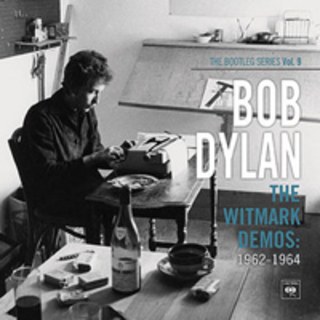 THE BOOTLEG SERIES Vol. 9
BOB
DYLAN
THE
WITMARK
DEMOS:
1962–1964